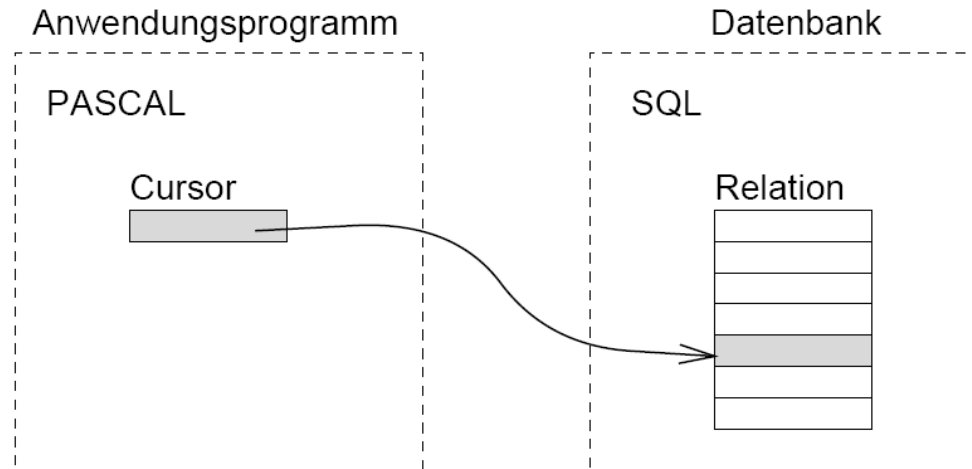 Anwendungsprogramm
Datenbank
PASCAL
SQL
Cursor
Relation